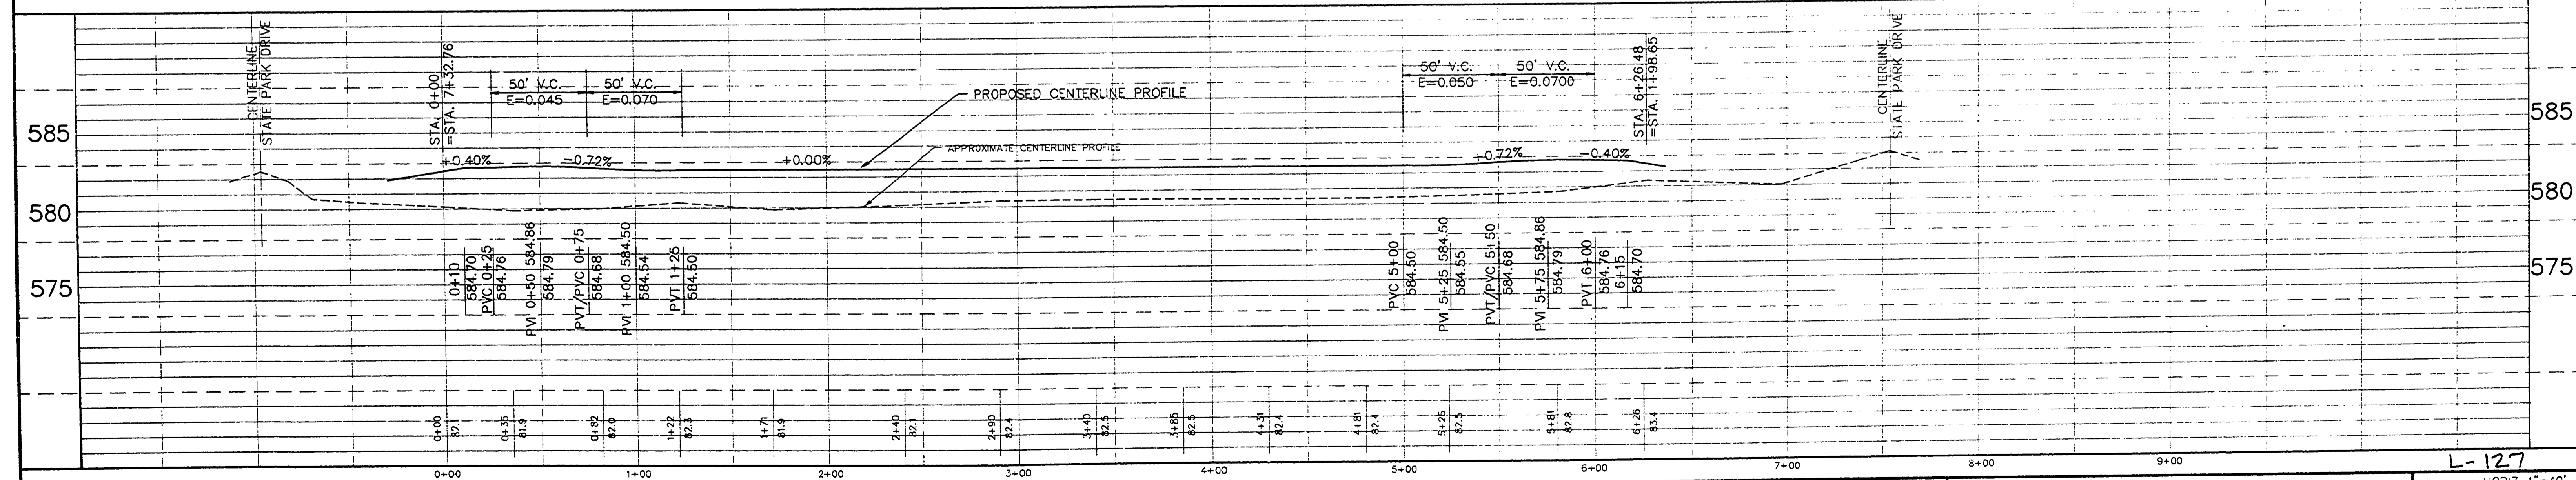 CENTERLINE
STATE PARK DRIVE
STA. 0+00
=STA. 7+32.76
50' V.C.
E=0.045
50' V.C.
E=0.070
PROPOSED CENTERLINE PROFILE
APPROXIMATE CENTERLINE PROFILE
50' V.C.
E=0.050
50' V.C.
E=0.0700
STA. 6+26.48
=STA. 1+98.65
CENTERLINE
STATE PARK DRIVE
585
585
+0.40%
-0.72%
+0.00%
+0.72%
-0.40%
580
580
575
575
0+10
584.70
PVC 0+25
584.76
PVI 0+50 584.86
584.79
PVT/PVC 0+75
584.68
PVI 1+00 584.50
584.54
PVT 1+25
584.50
PVC 5+00
584.50
PVI 5+25 584.50
584.55
PVT/PVC 5+50
584.68
PVI 5+75 584.86
584.79
PVT 6+00
584.76
6+15
584.70
0+00
82.1
0+35
81.9
0+82
82.0
1+22
82.3
1+71
81.9
2+40
82.1
2+90
82.4
3+40
82.5
3+85
82.5
4+31
82.4
4+81
82.4
5+25
82.5
5+81
82.8
6+26
83.4
0+00 1+00 2+00 3+00 4+00 5+00 6+00 7+00 8+00 9+00
L-127